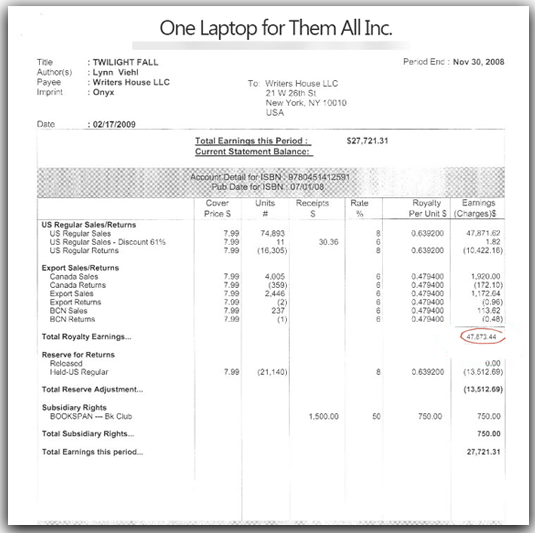 One Laptop for Them All Inc.
Title : TWILIGHT FALL Period End : Nov 30, 2008
Author(s) : Lynn Viehl
Payee : Writers House LLC To: Writers House LLC
Imprint : Onyx 21 W 26th St
New York, NY 10010
USA
Date : 02/17/2009
Total Earnings this Period : $27,721.31
Current Statement Balance:
Account Detail for ISBN : 9780451412591
Pub Date for ISBN : 07/01/08
Cover Units Receipts Rate Royalty Earnings
Price $ # $ % Per Unit $ (Charges)$
US Regular Sales/Returns
US Regular Sales 7.99 74,893 8 0.639200 47,871.62
US Regular Sales - Discount 61% 7.99 11 30.36 6 1.82
US Regular Returns 7.99 (16,305) 8 0.639200 (10,422.16)
Export Sales/Returns
Canada Sales 7.99 4,005 6 0.479400 1,920.00
Canada Returns 7.99 (359) 6 0.479400 (172.10)
Export Sales 7.99 2,446 6 0.479400 1,172.64
Export Returns 7.99 (2) 6 0.479400 (0.96)
BCN Sales 7.99 237 6 0.479400 113.62
BCN Returns 7.99 (1) 6 0.479400 (0.48)
Total Royalty Earnings... 47,873.44
Reserve for Returns
Released 0.00
Held-US Regular 7.99 (21,140) 8 0.639200 (13,512.69)
Total Reserve Adjustment... (13,512.69)
Subsidiary Rights
BOOKSPAN --- Bk Club 1,500.00 50 750.00 750.00
Total Subsidiary Rights... 750.00
Total Earnings this period... 27,721.31